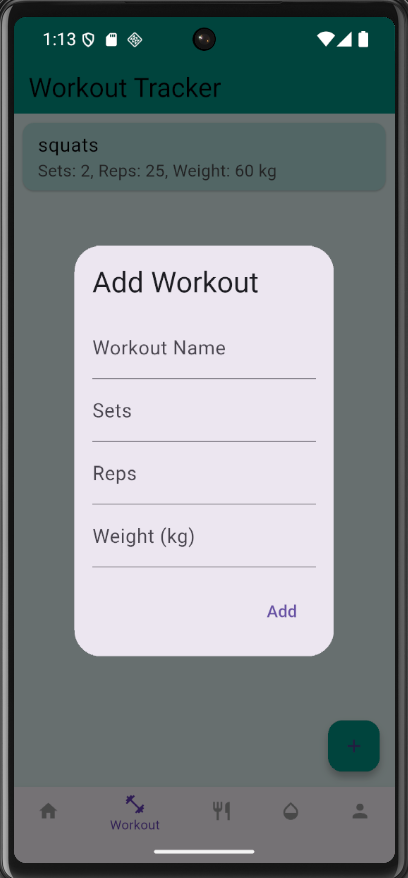 1:13
Workout Tracker
squats
Sets: 2, Reps: 25, Weight: 60 kg
Add Workout
Workout Name
Sets
Reps
Weight (kg)
Add
+
Workout